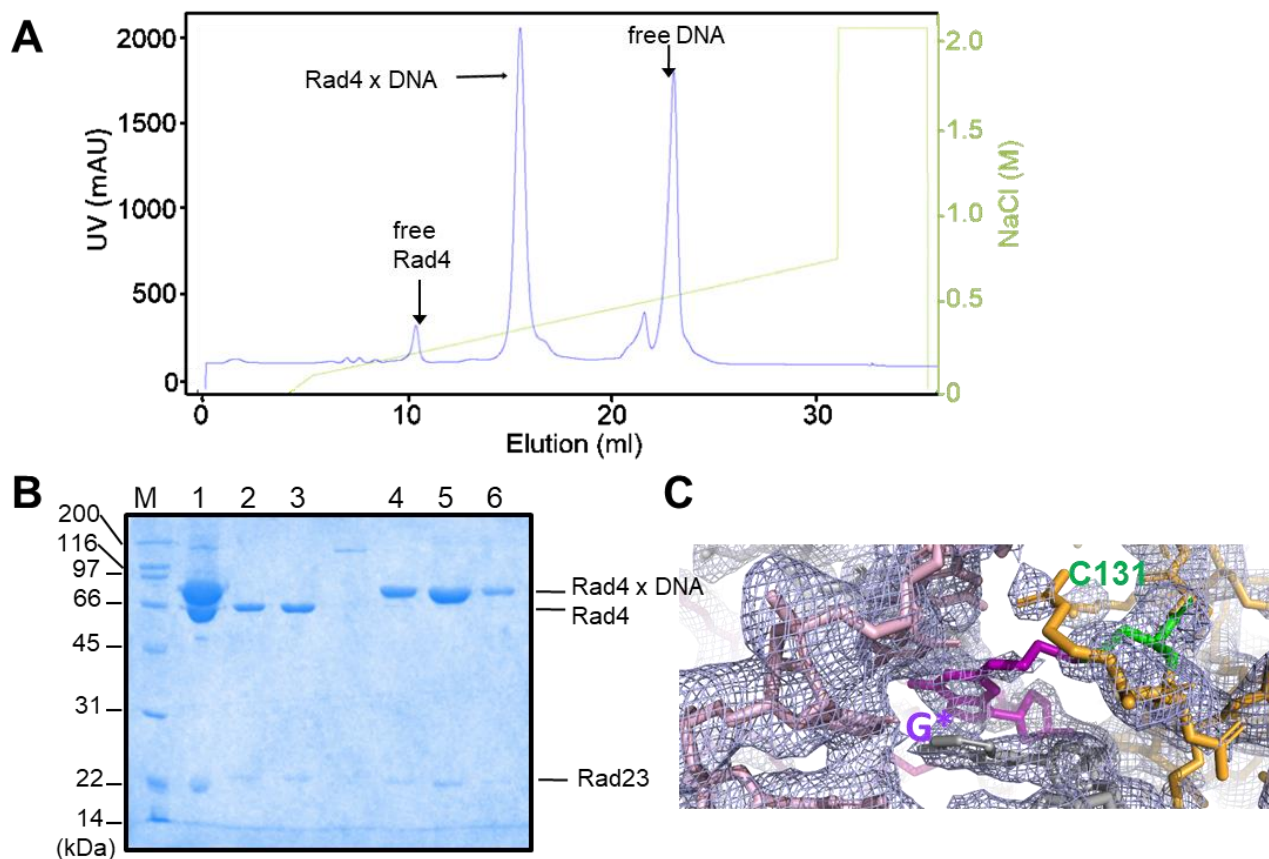 A
UV (mAU)
2000
1500
1000
500
0
Rad4 x DNA
free
Rad4
free DNA
2.0
1.5
1.0
0.5
0
NaCl (M)
0 10 20 30
Elution (ml)
B
M 1 2 3 4 5 6
200
116
97
66
45
31
22
14
(kDa)
Rad4 x DNA
Rad4
Rad23
C
C131
G*